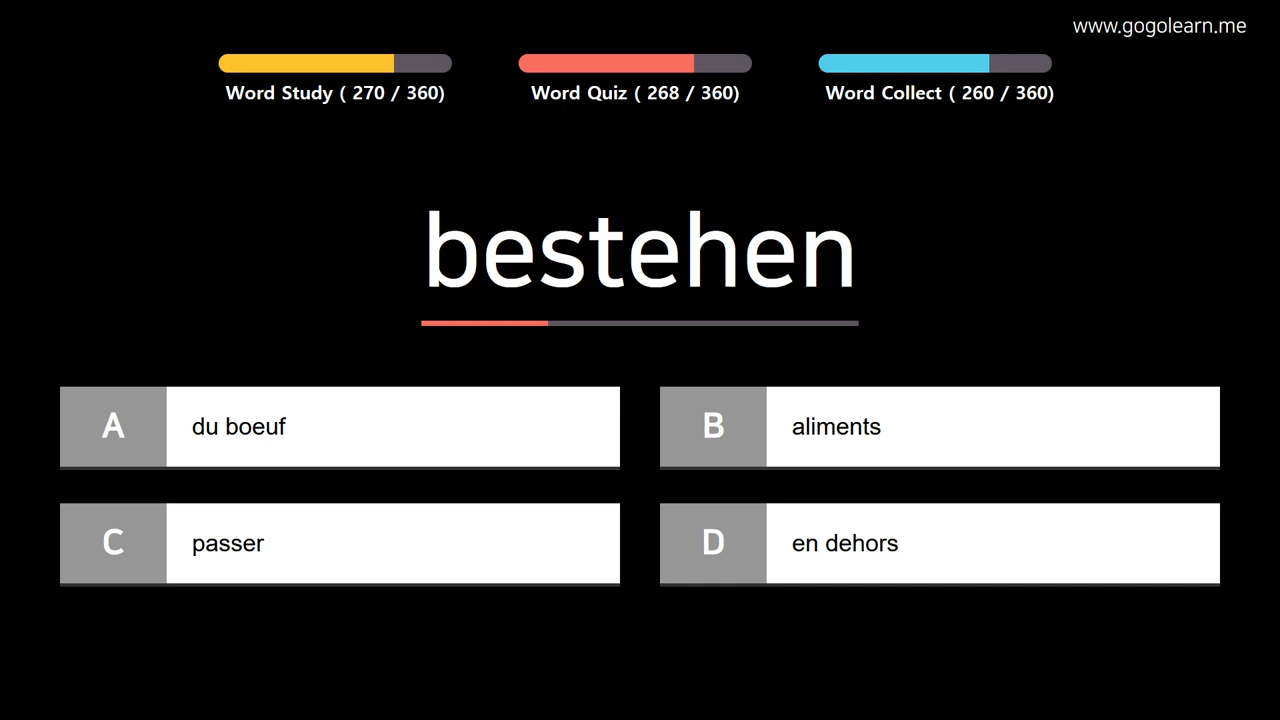 www.gogolearn.me
Word Study ( 270 / 360)
Word Quiz ( 268 / 360)
Word Collect ( 260 / 360)
bestehen
A du boeuf
B aliments
C passer
D en dehors